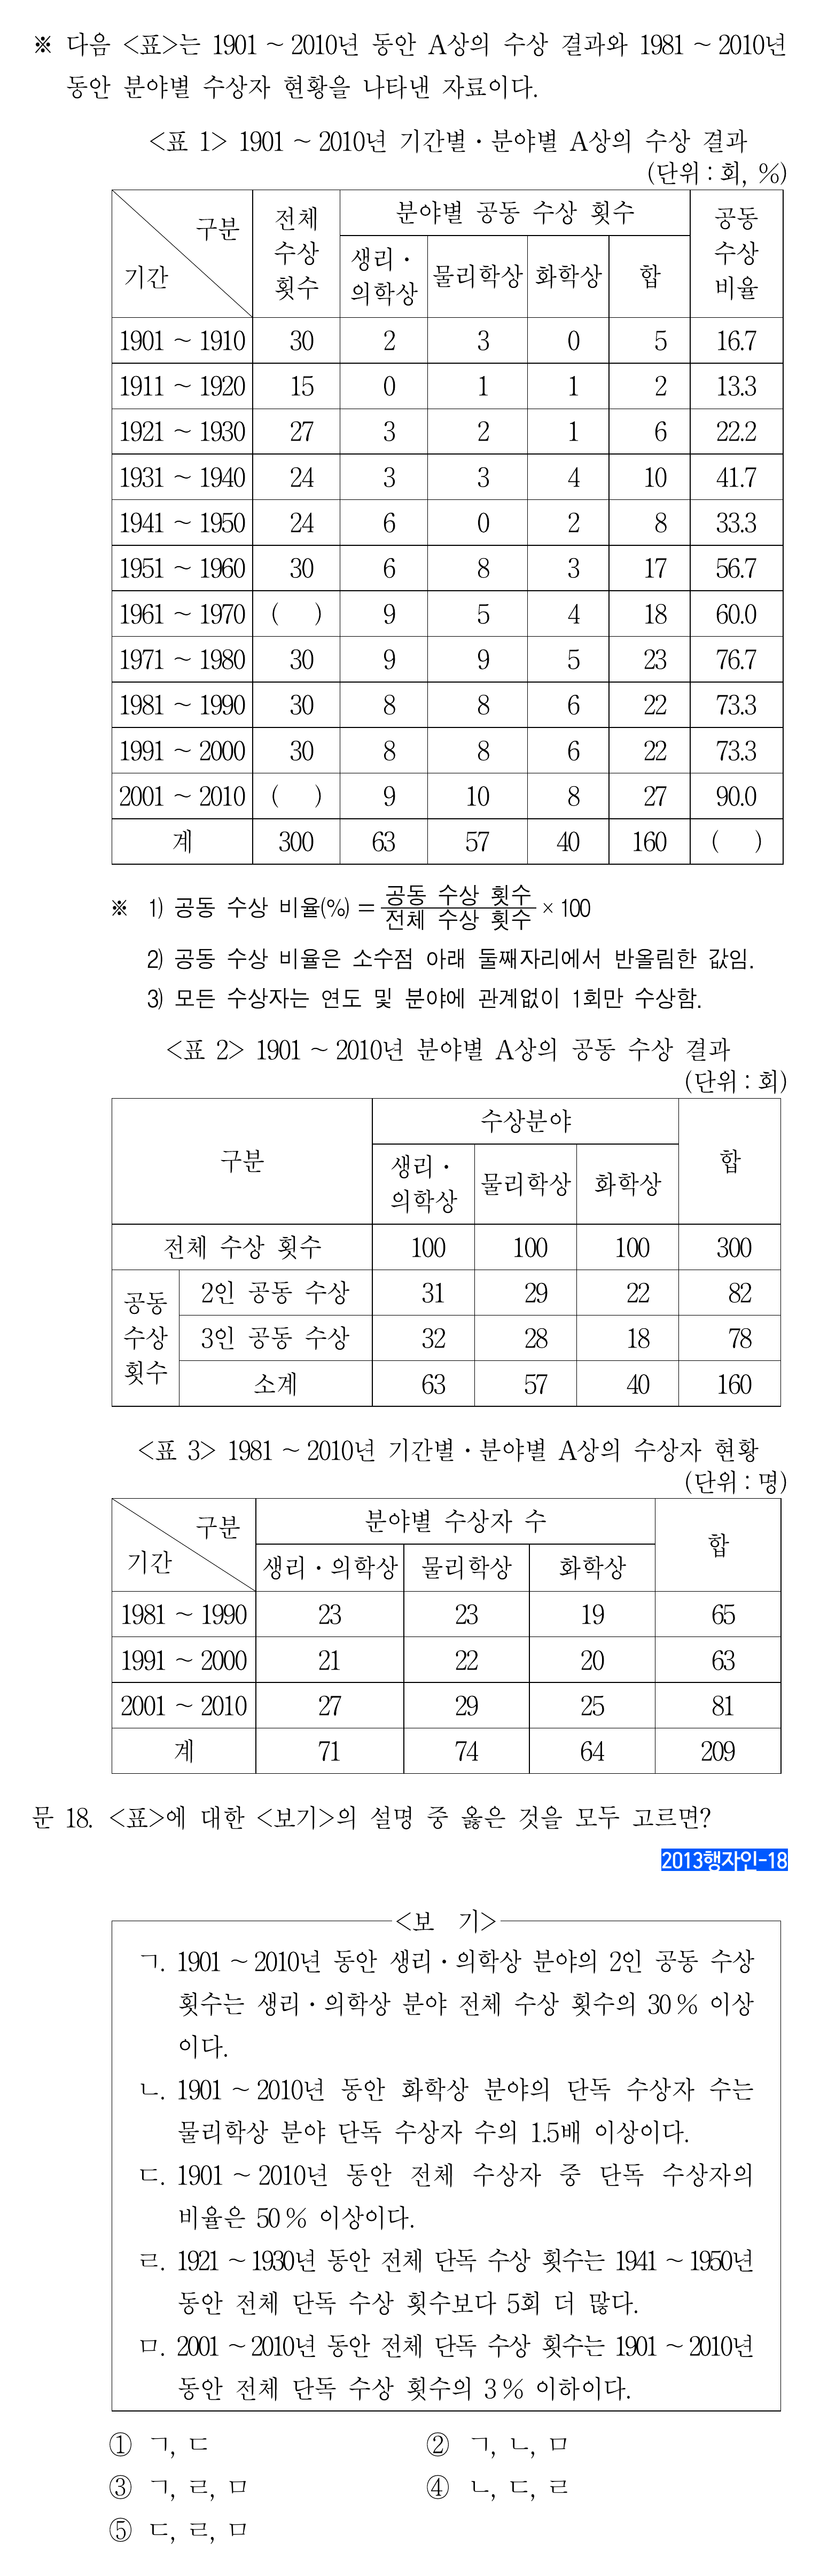 ※ 다음 <표>는 1901 ~ 2010년 동안 A상의 수상 결과와 1981 ~ 2010년
동안 분야별 수상자 현황을 나타낸 자료이다.
<표 1> 1901 ~ 2010년 기간별·분야별 A상의 수상 결과
(단위 : 회, %)
구분 기간 전체 수상 횟수 분야별 공동 수상 횟수 공동 수상 비율
생리·의학상 물리학상 화학상 합
1901 ~ 1910 30 2 3 0 5 16.7
1911 ~ 1920 15 0 1 1 2 13.3
1921 ~ 1930 27 3 2 1 6 22.2
1931 ~ 1940 24 3 3 4 10 41.7
1941 ~ 1950 24 6 0 2 8 33.3
1951 ~ 1960 30 6 8 3 17 56.7
1961 ~ 1970 ( ) 9 5 4 18 60.0
1971 ~ 1980 30 9 9 5 23 76.7
1981 ~ 1990 30 8 8 6 22 73.3
1991 ~ 2000 30 8 8 6 22 73.3
2001 ~ 2010 ( ) 9 10 8 27 90.0
계 300 63 57 40 160 ( )
※ 1) 공동 수상 비율(%) = 공동 수상 횟수 / 전체 수상 횟수 × 100
2) 공동 수상 비율은 소수점 아래 둘째자리에서 반올림한 값임.
3) 모든 수상자는 연도 및 분야에 관계없이 1회만 수상함.
<표 2> 1901 ~ 2010년 분야별 A상의 공동 수상 결과
(단위 : 회)
구분 수상분야 합
생리·의학상 물리학상 화학상
전체 수상 횟수 100 100 100 300
공동 수상 횟수 2인 공동 수상 31 29 22 82
3인 공동 수상 32 28 18 78
소계 63 57 40 160
<표 3> 1981 ~ 2010년 기간별·분야별 A상의 수상자 현황
(단위 : 명)
구분 기간 분야별 수상자 수 합
생리·의학상 물리학상 화학상
1981 ~ 1990 23 23 19 65
1991 ~ 2000 21 22 20 63
2001 ~ 2010 27 29 25 81
계 71 74 64 209
문 18. <표>에 대한 <보기>의 설명 중 옳은 것을 모두 고르면?
2013행자인-18
<보 기>
ㄱ. 1901 ~ 2010년 동안 생리·의학상 분야의 2인 공동 수상
횟수는 생리·의학상 분야 전체 수상 횟수의 30 % 이상
이다.
ㄴ. 1901 ~ 2010년 동안 화학상 분야의 단독 수상자 수는
물리학상 분야 단독 수상자 수의 1.5배 이상이다.
ㄷ. 1901 ~ 2010년 동안 전체 수상자 중 단독 수상자의
비율은 50 % 이상이다.
ㄹ. 1921 ~ 1930년 동안 전체 단독 수상 횟수는 1941 ~ 1950년
동안 전체 단독 수상 횟수보다 5회 더 많다.
ㅁ. 2001 ~ 2010년 동안 전체 단독 수상 횟수는 1901 ~ 2010년
동안 전체 단독 수상 횟수의 3 % 이하이다.
① ㄱ, ㄷ ② ㄱ, ㄴ, ㅁ
③ ㄱ, ㄹ, ㅁ ④ ㄴ, ㄷ, ㄹ
⑤ ㄷ, ㄹ, ㅁ